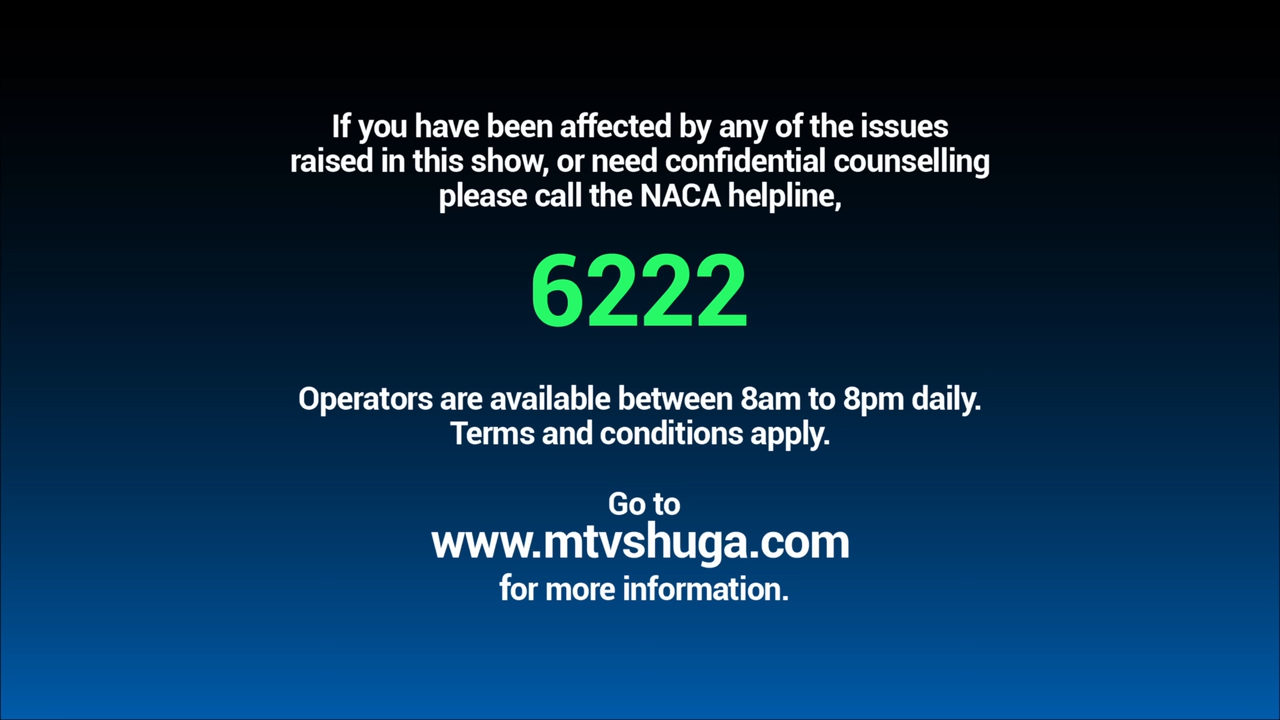 If you have been affected by any of the issues
raised in this show, or need confidential counselling
please call the NACA helpline,
6222
Operators are available between 8am to 8pm daily.
Terms and conditions apply.
Go to
www.mtvshuga.com
for more information.